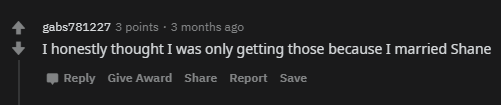 gabs781227 3 points · 3 months ago
I honestly thought I was only getting those because I married Shane
Reply Give Award Share Report Save